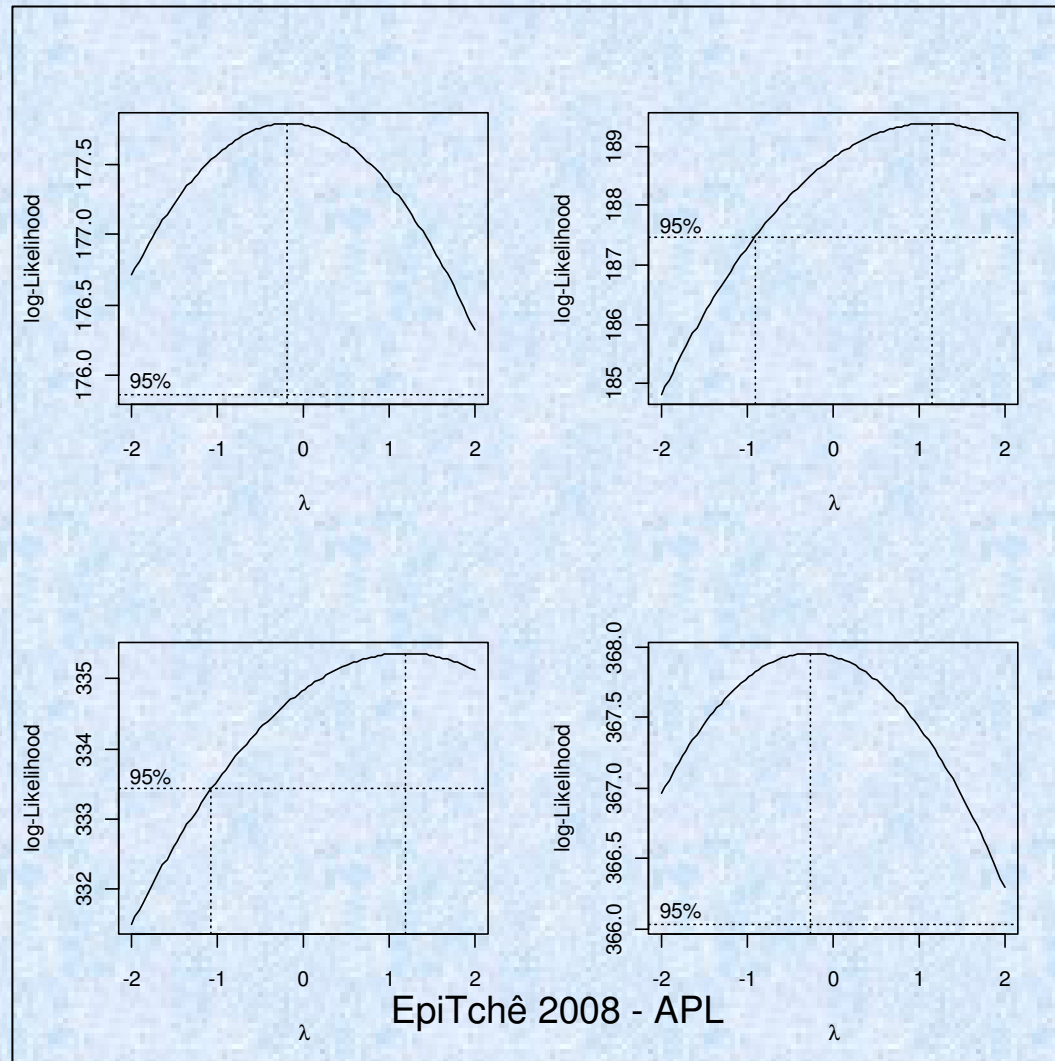 log-Likelihood
177.5
177.0
176.5
176.0
95%
-2 -1 0 1 2
λ
log-Likelihood
189
188
187
186
185
95%
-2 -1 0 1 2
λ
log-Likelihood
335
334
333
332
95%
-2 -1 0 1 2
λ
log-Likelihood
368.0
367.5
367.0
366.5
366.0
95%
-2 -1 0 1 2
λ
EpiTchê 2008 - APL